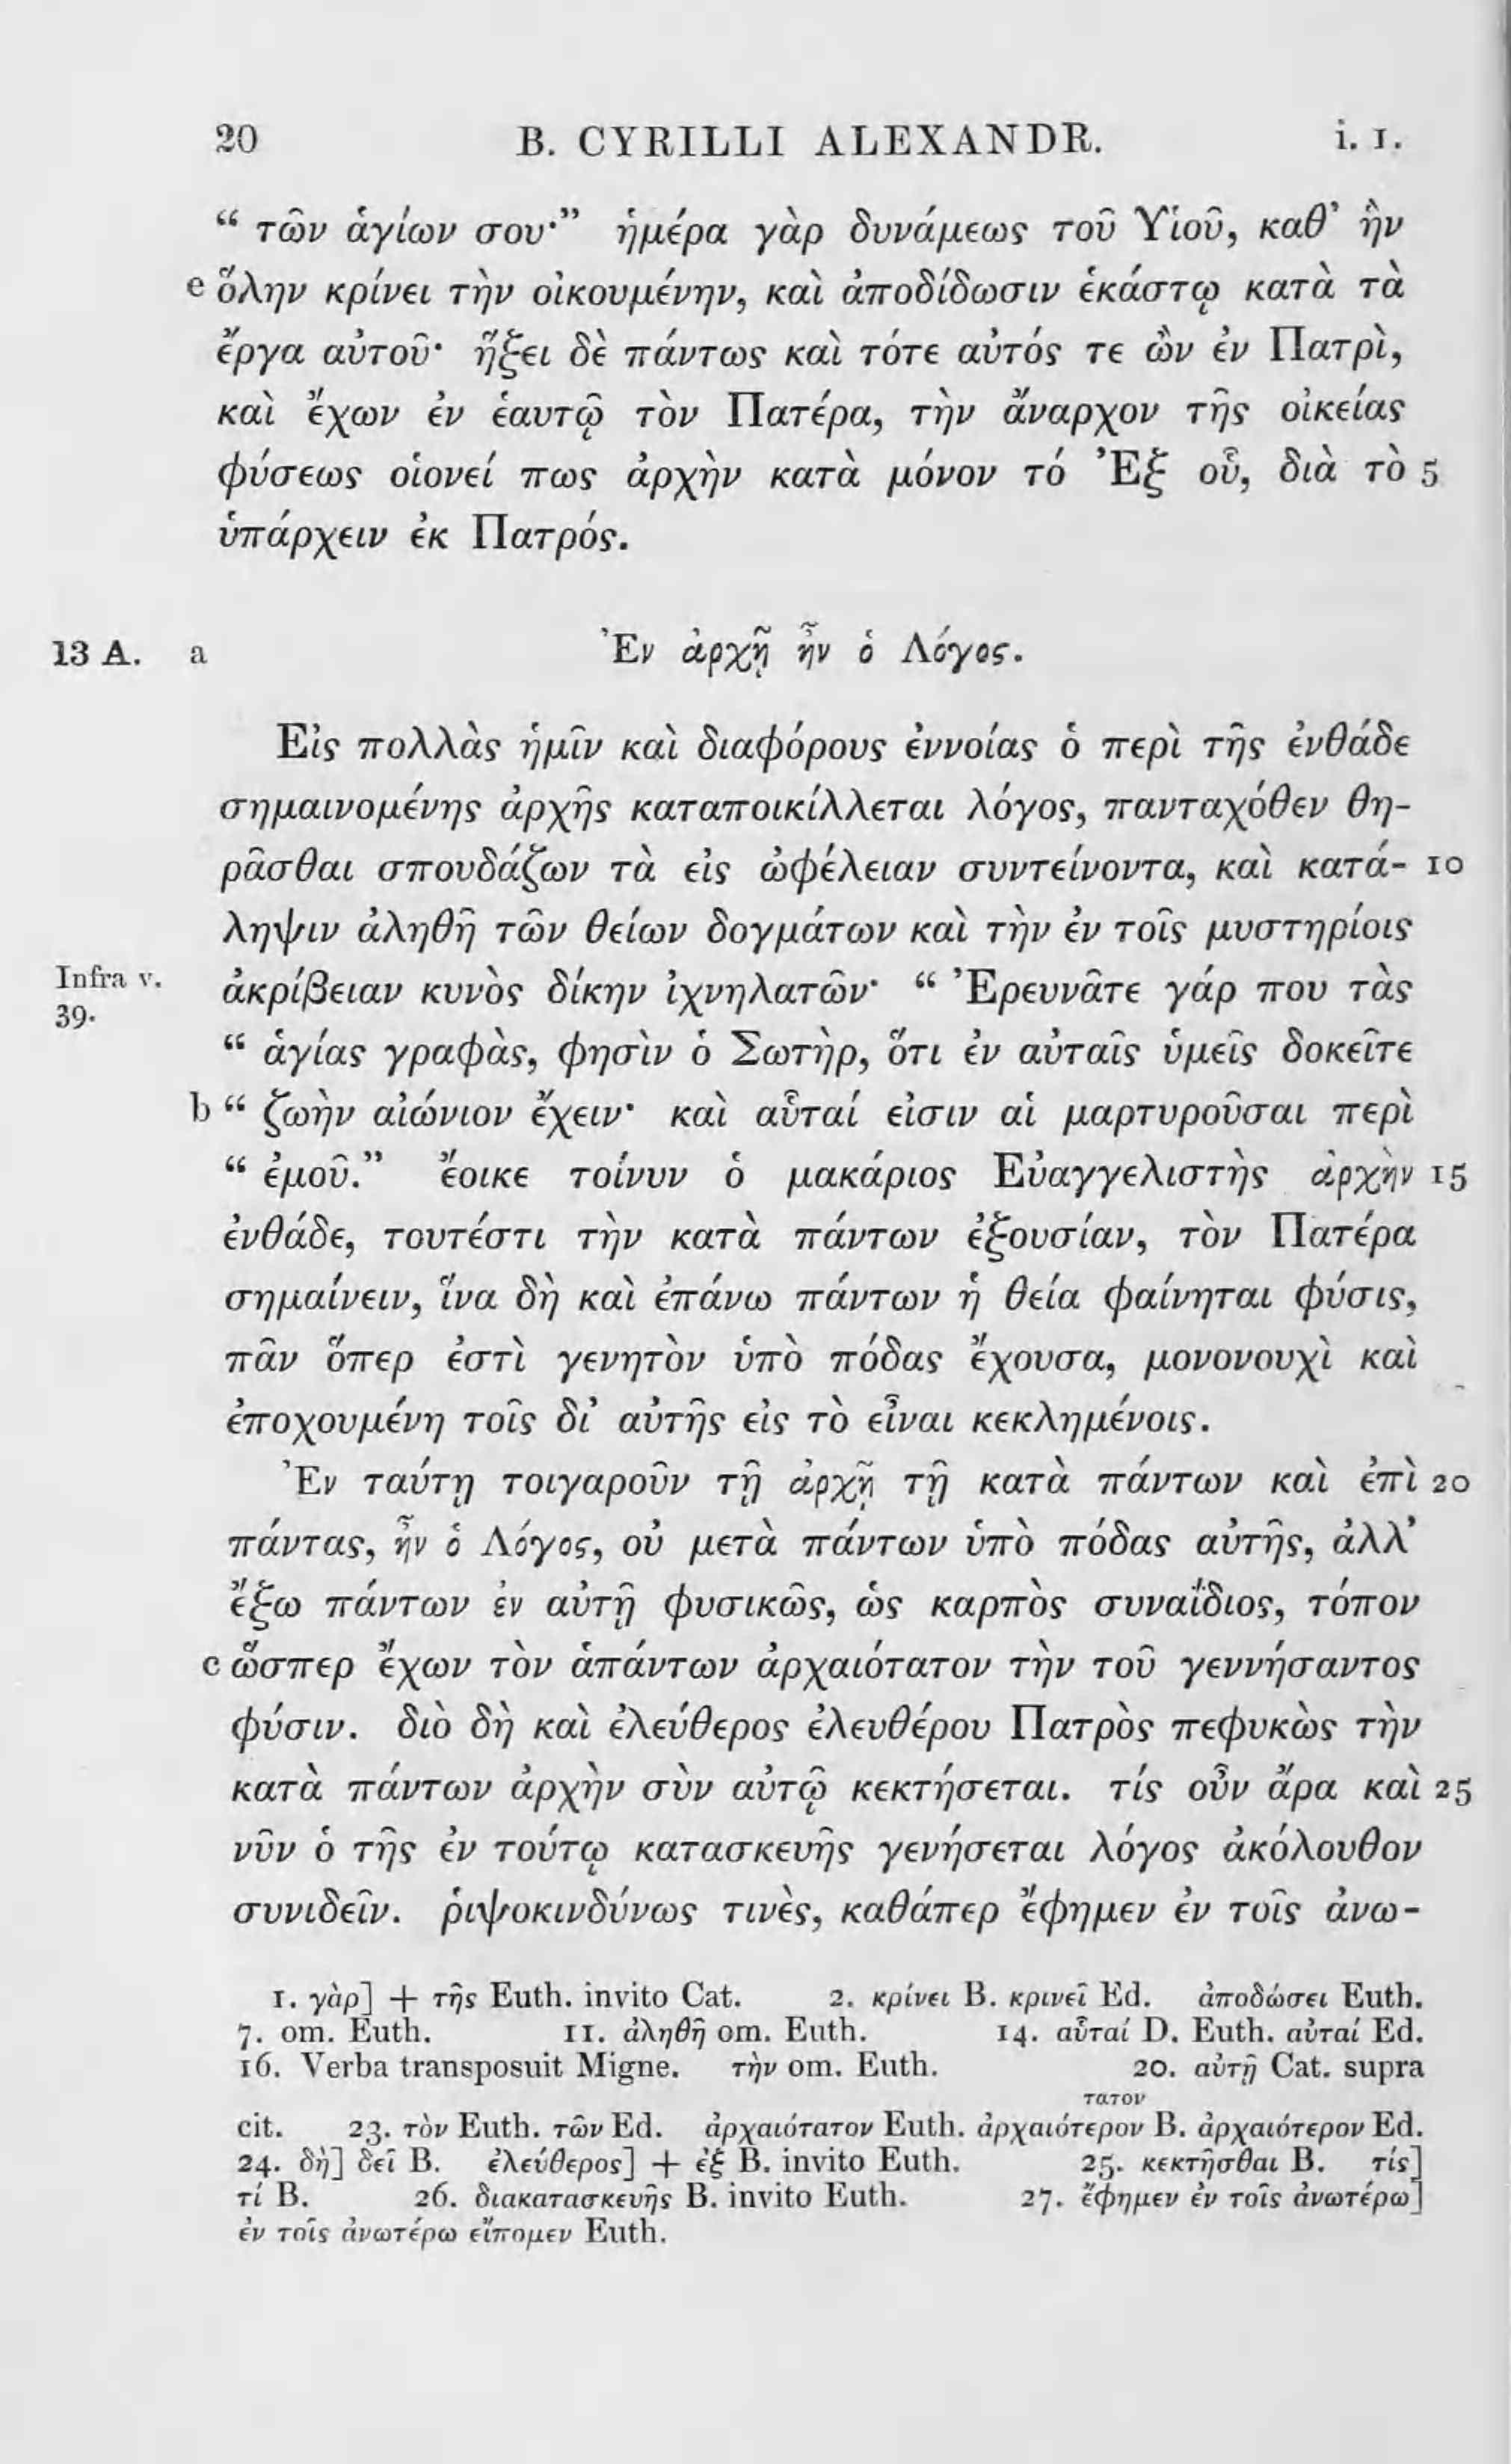 20 B. CYRILLI ALEXANDR. i. 1.
“ τῶν ἁγίων σου·” ἡμέρα γὰρ δυνάμεως τοῦ Υἱοῦ, καθ’ ἣν
e ὅλην κρίνει τὴν οἰκουμένην, καὶ ἀποδίδωσιν ἑκάστῳ κατὰ τὰ
ἔργα αὐτοῦ· ἥξει δὲ πάντως καὶ τότε αὐτός τε ὢν ἐν Πατρὶ,
καὶ ἔχων ἐν ἑαυτῷ τὸν Πατέρα, τὴν ἄναρχον τῆς οἰκείας
φύσεως οἱονεί πως ἀρχὴν κατὰ μόνον τό Ἐξ οὗ, διὰ τὸ 5
ὑπάρχειν ἐκ Πατρός.
13 A. a Ἐν ἀρχῇ ἦν ὁ Λόγος.
Εἰς πολλὰς ἡμῖν καὶ διαφόρους ἐννοίας ὁ περὶ τῆς ἐνθάδε
σημαινομένης ἀρχῆς καταποικίλλεται λόγος, πανταχόθεν θη-
ρᾶσθαι σπουδάζων τὰ εἰς ὠφέλειαν συντείνοντα, καὶ κατά- 10
ληψιν ἀληθῆ τῶν θείων δογμάτων καὶ τὴν ἐν τοῖς μυστηρίοις
Infra v. 39. ἀκρίβειαν κυνὸς δίκην ἰχνηλατῶν· “ Ἐρευνᾶτε γάρ που τὰς
“ ἁγίας γραφὰς, φησὶν ὁ Σωτὴρ, ὅτι ἐν αὐταῖς ὑμεῖς δοκεῖτε
b “ ζωὴν αἰώνιον ἔχειν· καὶ αὗταί εἰσιν αἱ μαρτυροῦσαι περὶ
“ ἐμοῦ.” ἔοικε τοίνυν ὁ μακάριος Εὐαγγελιστὴς ἀρχὴν 15
ἐνθάδε, τουτέστι τὴν κατὰ πάντων ἐξουσίαν, τὸν Πατέρα
σημαίνειν, ἵνα δὴ καὶ ἐπάνω πάντων ἡ θεία φαίνηται φύσις,
πᾶν ὅπερ ἐστὶ γενητὸν ὑπὸ πόδας ἔχουσα, μονονουχὶ καὶ
ἐποχουμένη τοῖς δι’ αὐτῆς εἰς τὸ εἶναι κεκλημένοις.
Ἐν ταύτῃ τοιγαροῦν τῇ ἀρχῇ τῇ κατὰ πάντων καὶ ἐπὶ 20
πάντας, ἦν ὁ Λόγος, οὐ μετὰ πάντων ὑπὸ πόδας αὐτῆς, ἀλλ’
ἔξω πάντων ἐν αὐτῇ φυσικῶς, ὡς καρπὸς συναΐδιος, τόπον
c ὥσπερ ἔχων τὸν ἁπάντων ἀρχαιότατον τὴν τοῦ γεννήσαντος
φύσιν. διὸ δὴ καὶ ἐλεύθερος ἐλευθέρου Πατρὸς πεφυκὼς τὴν
κατὰ πάντων ἀρχὴν σὺν αὐτῷ κεκτήσεται. τίς οὖν ἄρα καὶ 25
νῦν ὁ τῆς ἐν τούτῳ κατασκευῆς γενήσεται λόγος ἀκόλουθον
συνιδεῖν. ῥιψοκινδύνως τινὲς, καθάπερ ἔφημεν ἐν τοῖς ἀνω-
1. γὰρ] + τῆς Euth. invito Cat. 2. κρίνει B. κρινεῖ Ed. ἀποδώσει Euth.
7. om. Euth. 11. ἀληθῆ om. Euth. 14. αὗταί D. Euth. αὐταί Ed.
16. Verba transposuit Migne. τὴν om. Euth. 20. αὐτῇ Cat. supra
τατον
cit. 23. τὸν Euth. τῶν Ed. ἀρχαιότατον Euth. ἀρχαιότερον B. ἀρχαιότερον Ed.
24. δὴ] δεῖ B. ἐλεύθερος] + ἐξ B. invito Euth. 25. κεκτῆσθαι B. τίς]
τί B. 26. διακατασκευῆς B. invito Euth. 27. ἔφημεν ἐν τοῖς ἀνωτέρω]
ἐν τοῖς ἀνωτέρω εἴπομεν Euth.